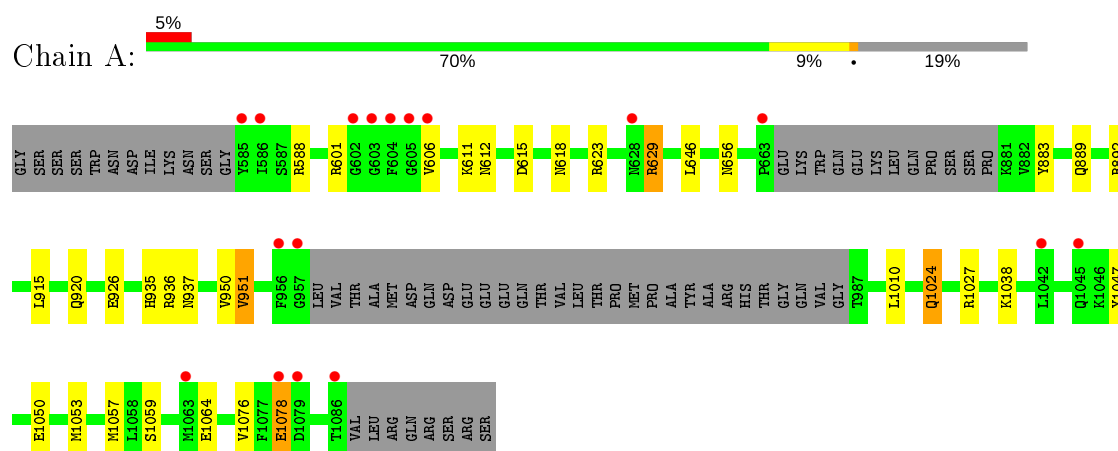 5%
Chain A:
70% 9% • 19%
GLY SER SER SER TRP ASN ASP ILE LYS ASN SER GLY Y585 I586 S587 R588 R601 G602 G603 F604 G605 V606 K611 N612 D615 N618 R623 N628 R629 L646 N656 P663 GLU LYS TRP GLN GLU LYS LEU GLN PRO SER SER PRO K881 V882 Y883 Q889 R892
L915 Q920 E926 H935 R936 N937 V950 V951 F956 G957 LEU VAL THR ALA MET ASP GLN ASP GLU GLU GLU GLN THR VAL LEU THR PRO MET PRO ALA TYR ALA ARG HIS THR GLY GLN VAL GLY T987 L1010 Q1024 R1027 K1038 L1042 Q1045 K1046 Y1047
E1050 M1053 M1057 L1058 S1059 M1063 E1064 V1076 F1077 E1078 D1079 T1086 VAL LEU ARG GLN ARG SER ARG SER